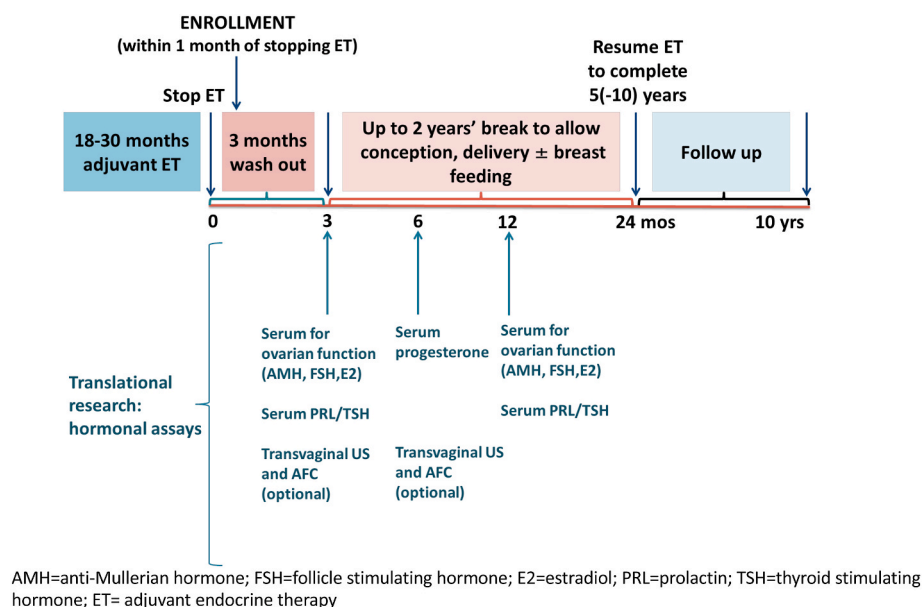 ENROLLMENT
(within 1 month of stopping ET)
Stop ET
Resume ET
to complete
5(-10) years
18-30 months
adjuvant ET
3 months
wash out
Up to 2 years’ break to allow
conception, delivery ± breast
feeding
Follow up
0
3
6
12
24 mos
10 yrs
Translational
research:
hormonal assays
Serum for
ovarian function
(AMH, FSH,E2)
Serum PRL/TSH
Transvaginal US
and AFC
(optional)
Serum
progesterone
Transvaginal US
and AFC
(optional)
Serum for
ovarian function
(AMH, FSH,E2)
Serum PRL/TSH
AMH=anti-Mullerian hormone; FSH=follicle stimulating hormone; E2=estradiol; PRL=prolactin; TSH=thyroid stimulating
hormone; ET= adjuvant endocrine therapy